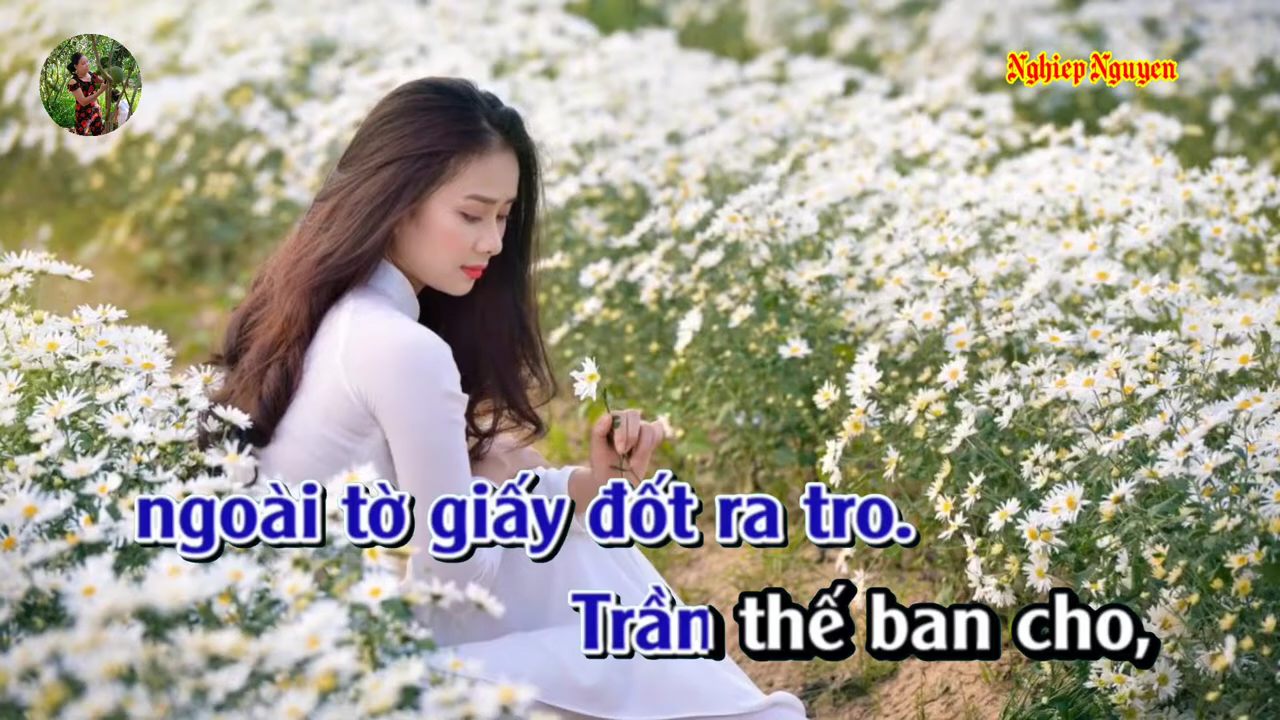 Nghiep Nguyen
ngoài tờ giấy đốt ra tro.
Trần thế ban cho,